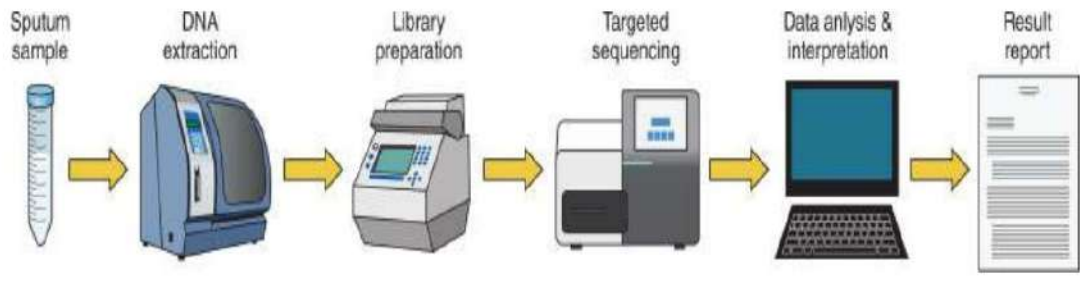 Sputum
sample
DNA
extraction
Library
preparation
Targeted
sequencing
Data anlysis &
interpretation
Result
report